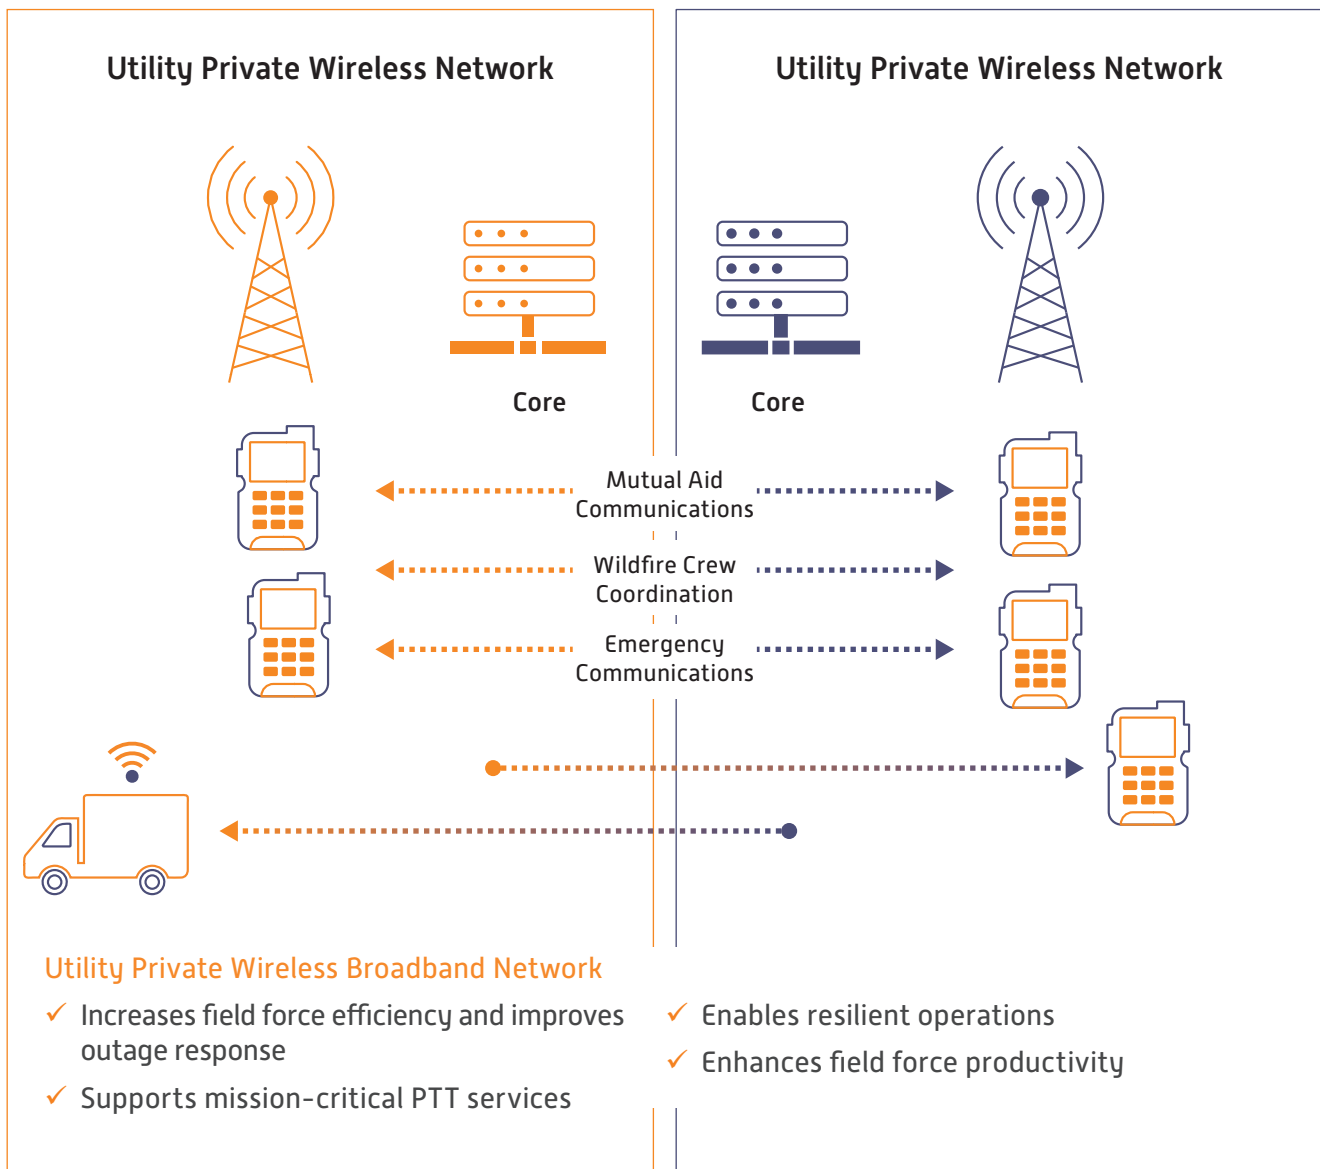 Utility Private Wireless Network
Utility Private Wireless Network
Core
Core
Mutual Aid
Communications
Wildfire Crew
Coordination
Emergency
Communications
Utility Private Wireless Broadband Network
✓ Increases field force efficiency and improves
outage response
✓ Supports mission-critical PTT services
✓ Enables resilient operations
✓ Enhances field force productivity